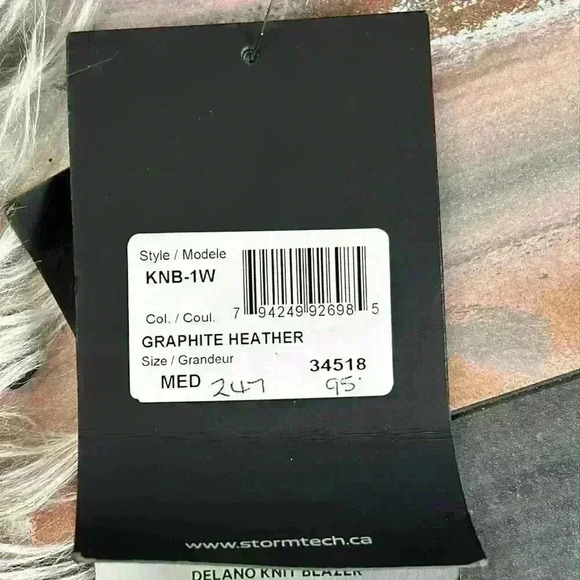 Style / Modele
KNB-1W
7 94249 92698 5
Col. / Coul.
GRAPHITE HEATHER
Size / Grandeur
34518
MED 247 95
www.stormtech.ca
DELANO KNIT BLAZER